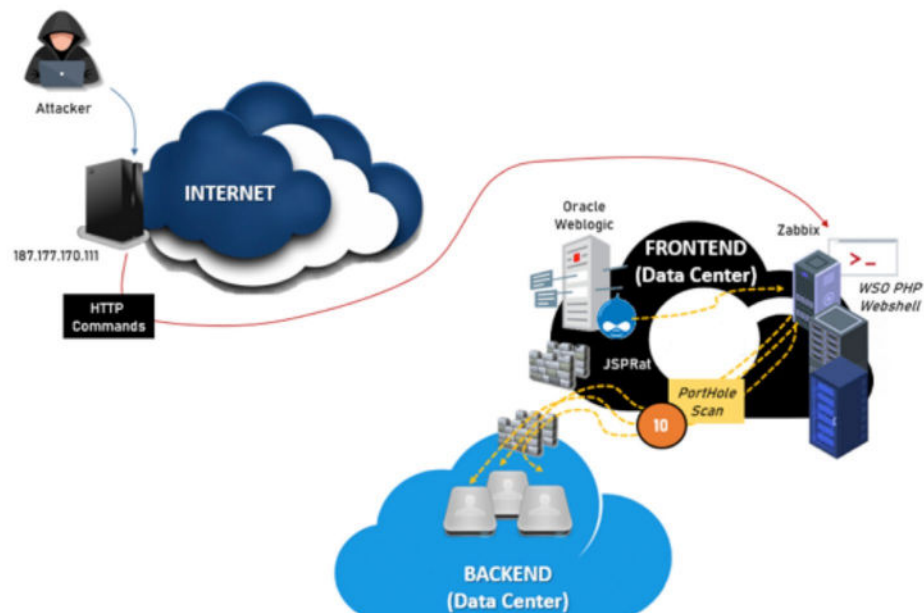 Attacker
INTERNET
187.177.170.111
HTTP
Commands
Oracle
Weblogic
FRONTEND
(Data Center)
Zabbix
>_
WSO PHP
Webshell
JSPRat
PortHole
Scan
10
BACKEND
(Data Center)